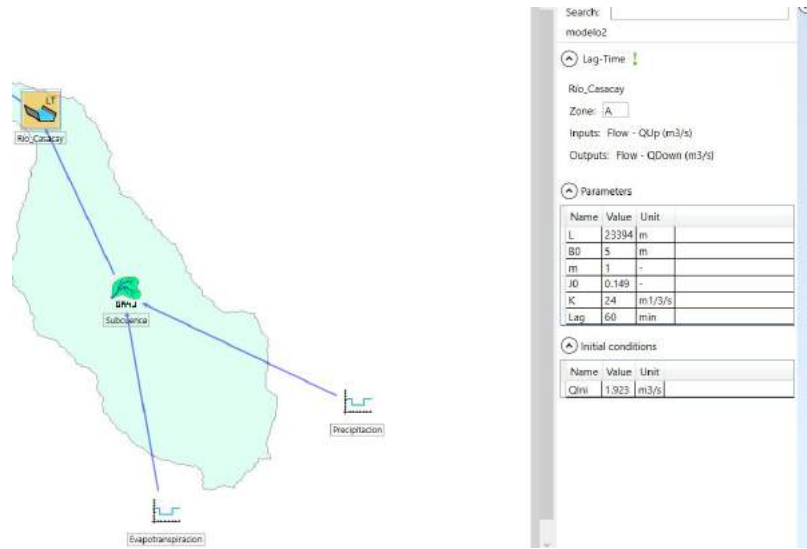 LT
Rio_Casacay
GR4J
Subcuenca
Precipitacion
Evapotranspiracion
Search:
modelo2
Lag-Time !
Rio_Casacay
Zone: A
Inputs: Flow - QUp (m3/s)
Outputs: Flow - QDown (m3/s)
Parameters
Name Value Unit
L 23394 m
B0 5 m
m 1 -
J0 0.149 -
K 24 m1/3/s
Lag 60 min
Initial conditions
Name Value Unit
QIni 1.923 m3/s